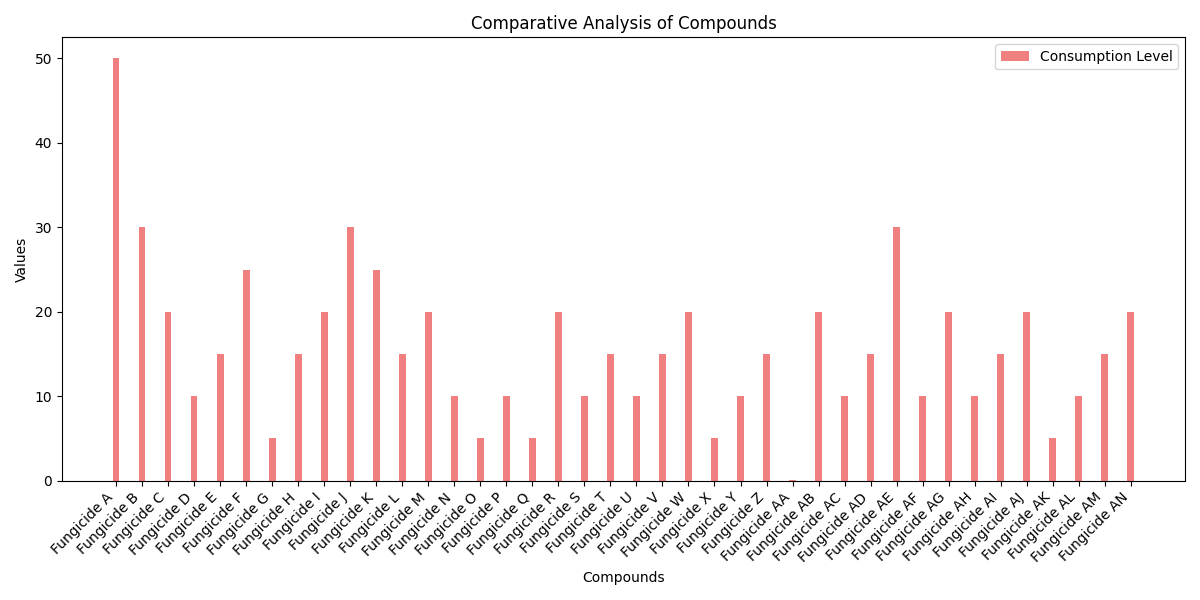 Comparative Analysis of Compounds
Consumption Level
Values
50
40
30
20
10
0
Fungicide A
Fungicide B
Fungicide C
Fungicide D
Fungicide E
Fungicide F
Fungicide G
Fungicide H
Fungicide I
Fungicide J
Fungicide K
Fungicide L
Fungicide M
Fungicide N
Fungicide O
Fungicide P
Fungicide Q
Fungicide R
Fungicide S
Fungicide T
Fungicide U
Fungicide V
Fungicide W
Fungicide X
Fungicide Y
Fungicide Z
Fungicide AA
Fungicide AB
Fungicide AC
Fungicide AD
Fungicide AE
Fungicide AF
Fungicide AG
Fungicide AH
Fungicide AI
Fungicide AJ
Fungicide AK
Fungicide AL
Fungicide AM
Fungicide AN
Compounds